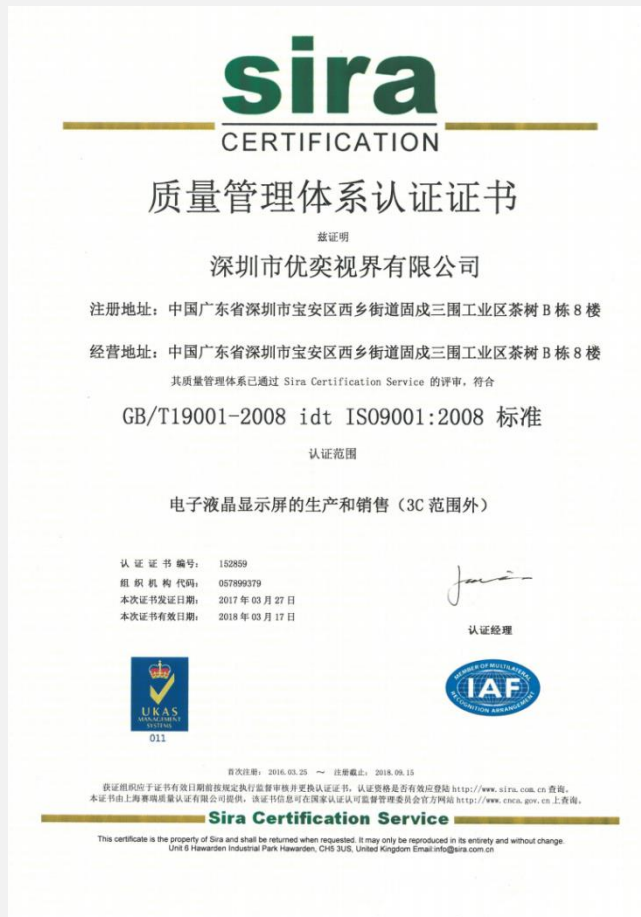 sira
CERTIFICATION
质量管理体系认证证书
兹证明
深圳市优奕视界有限公司
注册地址：中国广东省深圳市宝安区西乡街道固戍三围工业区茶树 B 栋 8 楼
经营地址：中国广东省深圳市宝安区西乡街道固戍三围工业区茶树 B 栋 8 楼
其质量管理体系已通过 Sira Certification Service 的评审，符合
GB/T19001-2008 idt ISO9001:2008 标准
认证范围
电子液晶显示屏的生产和销售（3C 范围外）
认 证 证 书 编号： 152859
组 织 机 构 代码： 057899379
本次证书发证日期： 2017 年 03 月 27 日
本次证书有效日期： 2018 年 03 月 17 日
认证经理
UKAS
MANAGEMENT
SYSTEMS
011
MEMBER OF MULTILATERAL
IAF
RECOGNITION ARRANGEMENT
首次注册： 2016.03.25 ～ 注册截止： 2018.09.15
获证组织应于证书有效日期前按规定执行监督审核并更换认证证书，认证资格是否有效应登陆 http://www.sira.com.cn 查询。
本证书由上海赛瑞质量认证有限公司提供，该证书信息可在国家认证认可监督管理委员会官方网站 http://www.cnca.gov.cn 上查询。
Sira Certification Service
This certificate is the property of Sira and shall be returned when requested. It may only be reproduced in its entirety and without change.
Unit 6 Hawarden Industrial Park Hawarden, CH5 3US, United Kingdom Email:info@sira.com.cn